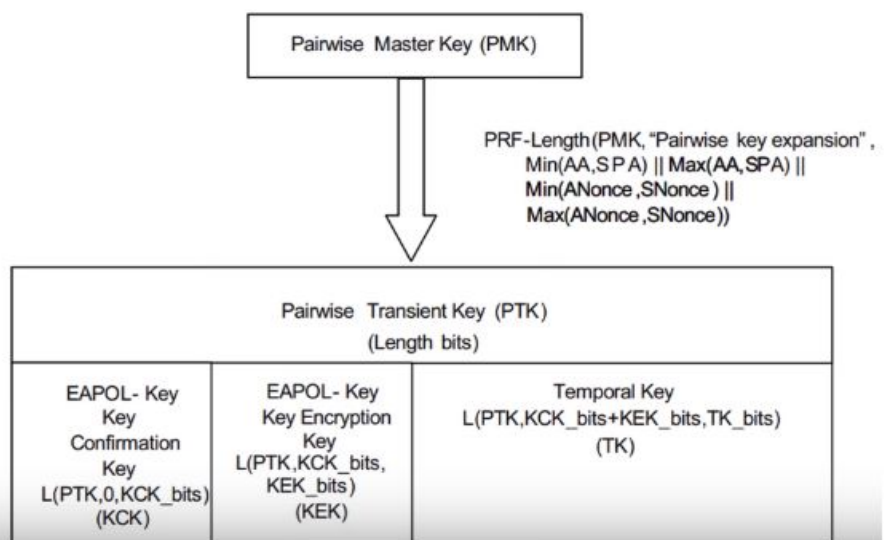 Pairwise Master Key (PMK)
PRF-Length(PMK, “Pairwise key expansion” ,
Min(AA,SPA) || Max(AA,SPA) ||
Min(ANonce ,SNonce ) ||
Max(ANonce ,SNonce))
Pairwise Transient Key (PTK)
(Length bits)
EAPOL- Key
Key
Confirmation
Key
L(PTK,0,KCK_bits)
(KCK)
EAPOL- Key
Key Encryption
Key
L(PTK,KCK_bits,
KEK_bits)
(KEK)
Temporal Key
L(PTK,KCK_bits+KEK_bits,TK_bits)
(TK)